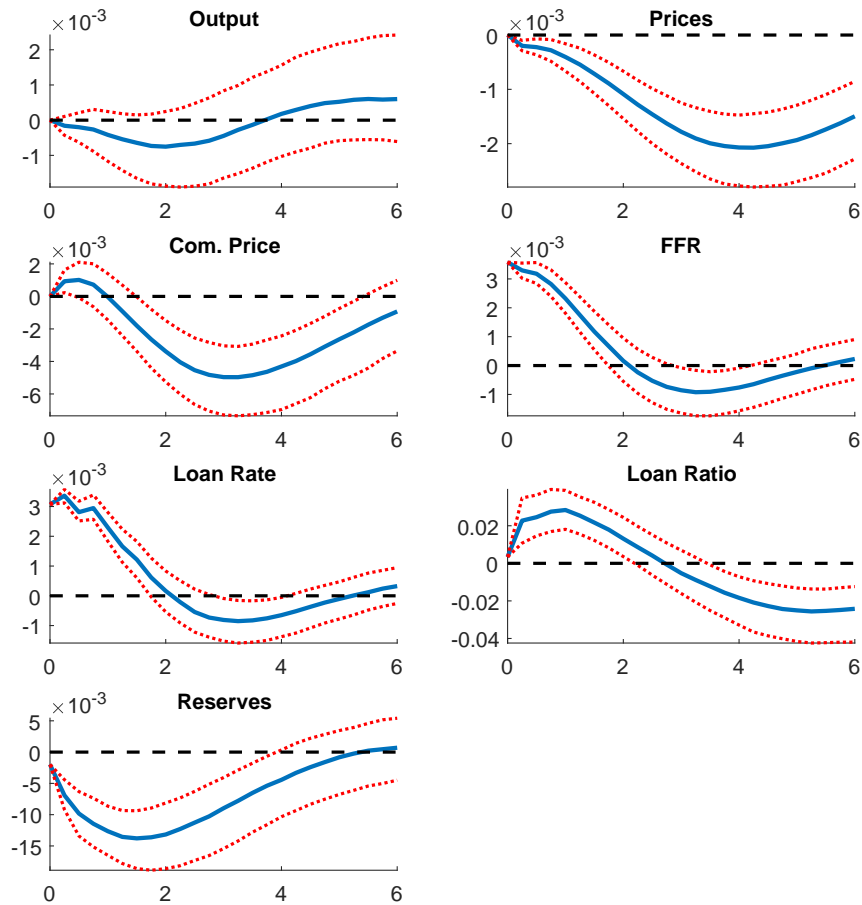 ×10⁻³ Output
2
1
0
-1
0 2 4 6
×10⁻³ Prices
0
-1
-2
0 2 4 6
×10⁻³ Com. Price
2
0
-2
-4
-6
0 2 4 6
×10⁻³ FFR
3
2
1
0
-1
0 2 4 6
×10⁻³ Loan Rate
3
2
1
0
-1
0 2 4 6
Loan Ratio
0.02
0
-0.02
-0.04
0 2 4 6
×10⁻³ Reserves
5
0
-5
-10
-15
0 2 4 6